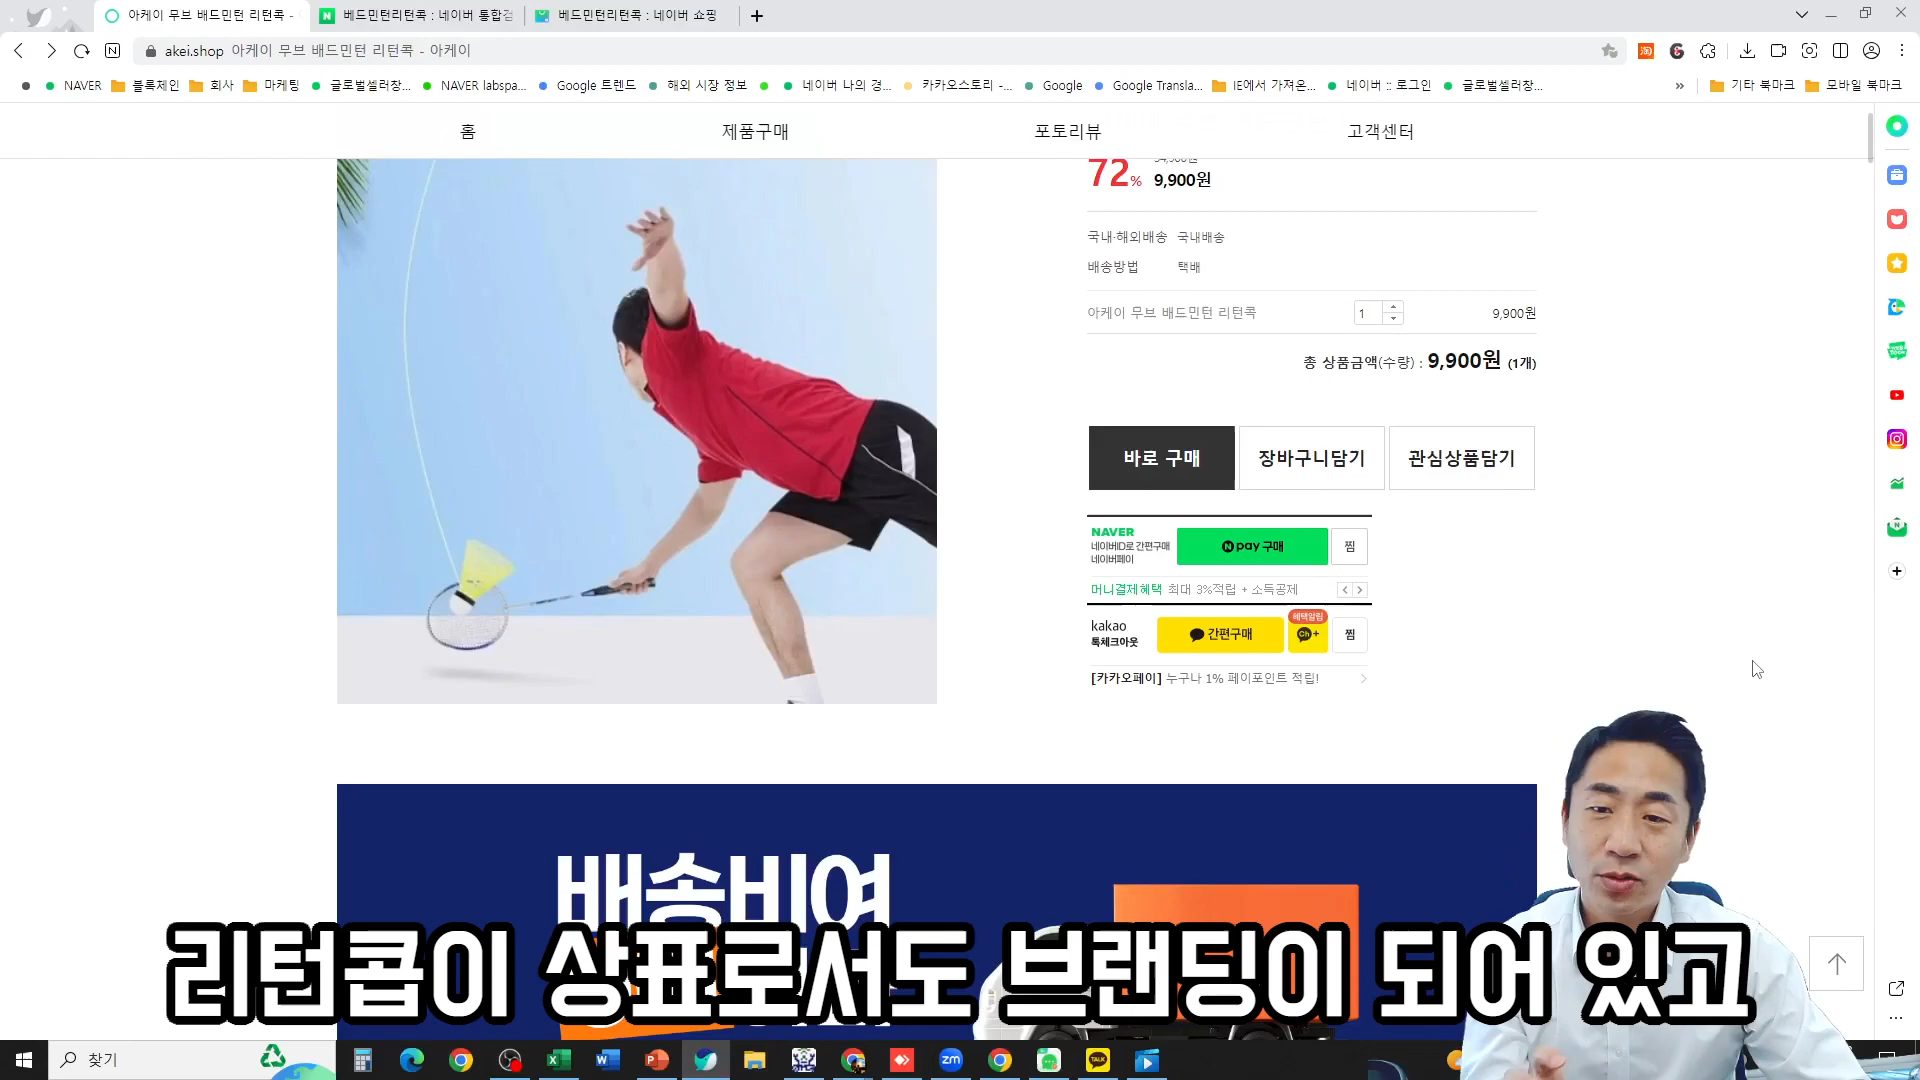 아케이 무브 배드민턴 리턴콕 -
베드민턴리턴콕 : 네이버 통합검
베드민턴리턴콕 : 네이버 쇼핑
akei.shop 아케이 무브 배드민턴 리턴콕 - 아케이
NAVER
블록체인
회사
마케팅
글로벌셀러창...
NAVER labspa...
Google 트렌드
해외 시장 정보
네이버 나의 경...
카카오스토리 -...
Google
Google Transla...
IE에서 가져온...
네이버 :: 로그인
글로벌셀러창...
기타 북마크
모바일 북마크
홈
제품구매
포토리뷰
고객센터
72%
9,900원
국내·해외배송 국내배송
배송방법 택배
아케이 무브 배드민턴 리턴콕 1 9,900원
총 상품금액(수량) : 9,900원 (1개)
바로 구매
장바구니담기
관심상품담기
NAVER
네이버ID로 간편구매
네이버페이
N pay 구매
찜
머니결제혜택 최대 3%적립 + 소득공제
혜택알림
kakao
톡체크아웃
간편구매
Ch+
찜
[카카오페이] 누구나 1% 페이포인트 적립!
배송비여
리턴콥이 상표로서도 브랜딩이 되어 있고
찾기
zm
TALK